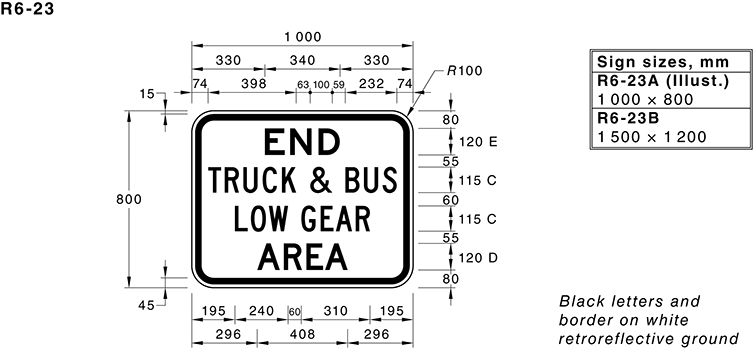 R6-23
1 000
330 340 330
74 398 63 100 59 232 74
R100
15
800
45
END
TRUCK & BUS
LOW GEAR
AREA
80
120 E
55
115 C
60
115 C
55
120 D
80
195 240 60 310 195
296 408 296
Sign sizes, mm
R6-23A (Illust.)
1 000 × 800
R6-23B
1 500 × 1 200
Black letters and
border on white
retroreflective ground